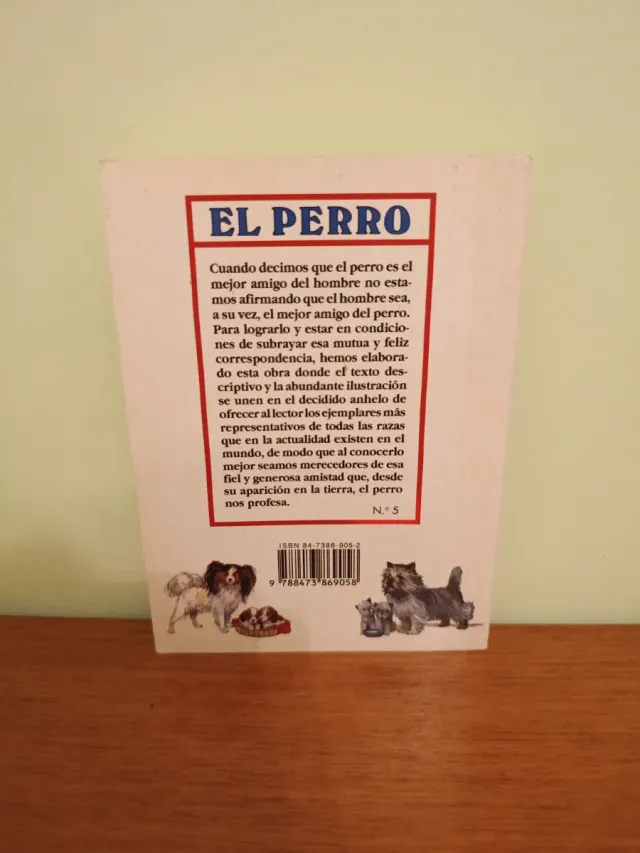 EL PERRO
Cuando decimos que el perro es el
mejor amigo del hombre no esta-
mos afirmando que el hombre sea,
a su vez, el mejor amigo del perro.
Para lograrlo y estar en condicio-
nes de subrayar esa mutua y feliz
correspondencia, hemos elabora-
do esta obra donde el texto des-
criptivo y la abundante ilustración
se unen en el decidido anhelo de
ofrecer al lector los ejemplares más
representativos de todas las razas
que en la actualidad existen en el
mundo, de modo que al conocerlo
mejor seamos merecedores de esa
fiel y generosa amistad que, desde
su aparición en la tierra, el perro
nos profesa.
N.º 5
ISBN 84-7386-905-2
9 788473 869058